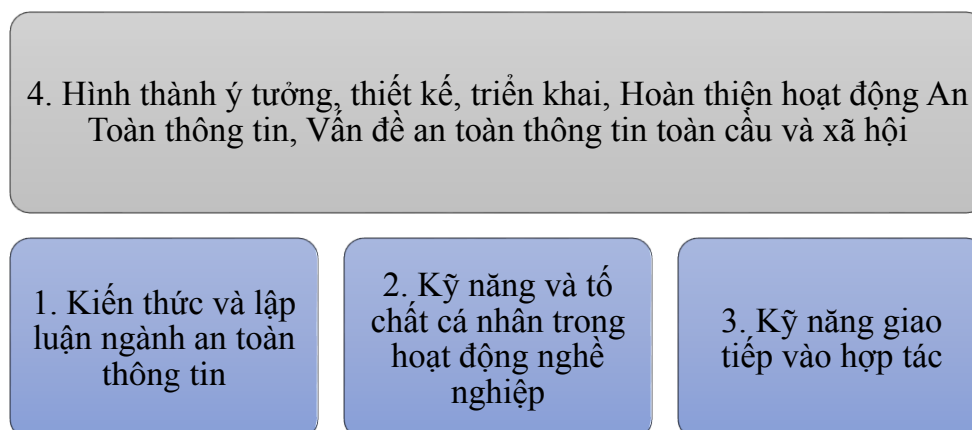 4. Hình thành ý tưởng, thiết kế, triển khai, Hoàn thiện hoạt động An
Toàn thông tin, Vấn đề an toàn thông tin toàn cầu và xã hội
1. Kiến thức và lập
luận ngành an toàn
thông tin
2. Kỹ năng và tố
chất cá nhân trong
hoạt động nghề
nghiệp
3. Kỹ năng giao
tiếp vào hợp tác